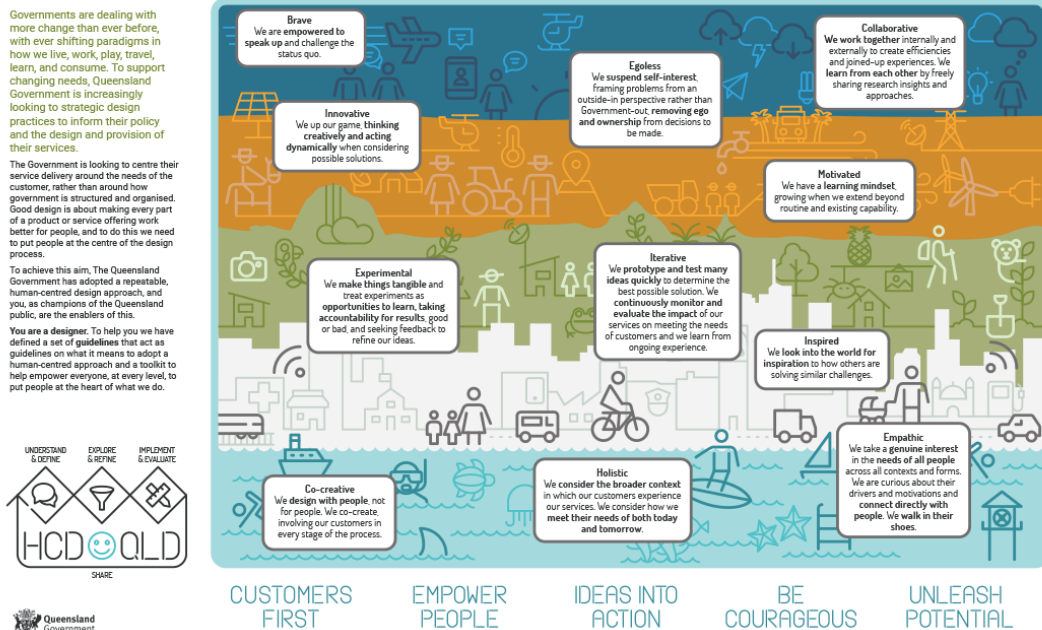 Governments are dealing with
more change than ever before,
with ever shifting paradigms in
how we live, work, play, travel,
learn, and consume. To support
changing needs, Queensland
Government is increasingly
looking to strategic design
practices to inform their policy
and the design and provision of
their services.
The Government is looking to centre their
service delivery around the needs of the
customer, rather than around how
government is structured and organised.
Good design is about making every part
of a product or service offering work
better for people, and to do this we need
to put people at the centre of the design
process.
To achieve this aim, The Queensland
Government has adopted a repeatable,
human-centred design approach, and
you, as champions of the Queensland
public, are the enablers of this.
You are a designer. To help you we have
defined a set of guidelines that act as
guidelines on what it means to adopt a
human-centred approach and a toolkit to
help empower everyone, at every level, to
put people at the heart of what we do.
UNDERSTAND
& DEFINE
EXPLORE
& REFINE
IMPLEMENT
& EVALUATE
HCD QLD
SHARE
Queensland
Government
Brave
We are empowered to
speak up and challenge the
status quo.
Egoless
We suspend self-interest,
framing problems from an
outside-in perspective rather than
Government-out, removing ego
and ownership from decisions to
be made.
Collaborative
We work together internally and
externally to create efficiencies
and joined-up experiences. We
learn from each other by freely
sharing research insights and
approaches.
Innovative
We up our game, thinking
creatively and acting
dynamically when considering
possible solutions.
Motivated
We have a learning mindset,
growing when we extend beyond
routine and existing capability.
Experimental
We make things tangible and
treat experiments as
opportunities to learn, taking
accountability for results, good
or bad, and seeking feedback to
refine our ideas.
Iterative
We prototype and test many
ideas quickly to determine the
best possible solution. We
continuously monitor and
evaluate the impact of our
services on meeting the needs
of customers and we learn from
ongoing experience.
Inspired
We look into the world for
inspiration to how others are
solving similar challenges.
Co-creative
We design with people, not
for people. We co-create,
involving our customers in
every stage of the process.
Holistic
We consider the broader context
in which our customers experience
our services. We consider how we
meet their needs of both today
and tomorrow.
Empathic
We take a genuine interest
in the needs of all people
across all contexts and forms.
We are curious about their
drivers and motivations and
connect directly with
people. We walk in their
shoes.
CUSTOMERS
FIRST
EMPOWER
PEOPLE
IDEAS INTO
ACTION
BE
COURAGEOUS
UNLEASH
POTENTIAL